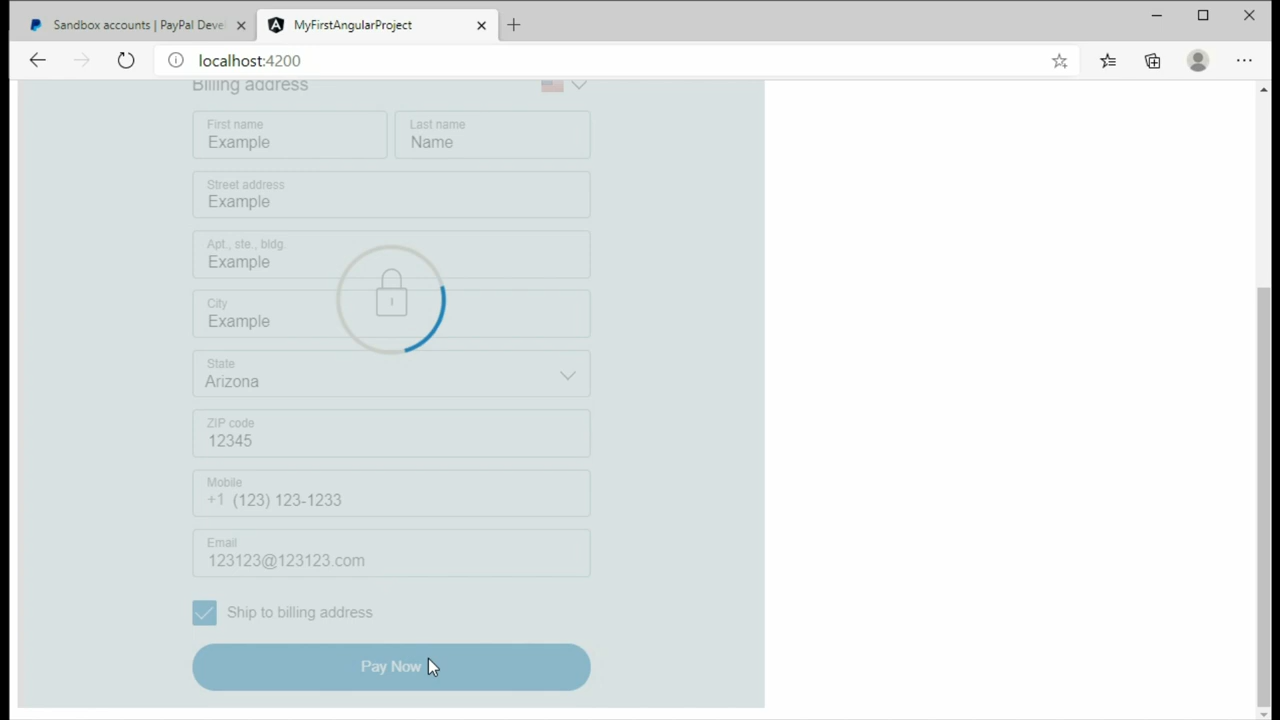 Sandbox accounts | PayPal Deve
MyFirstAngularProject
localhost:4200
Billing address
First name
Example
Last name
Name
Street address
Example
Apt., ste., bldg.
Example
City
Example
State
Arizona
ZIP code
12345
Mobile
+1 (123) 123-1233
Email
123123@123123.com
Ship to billing address
Pay Now